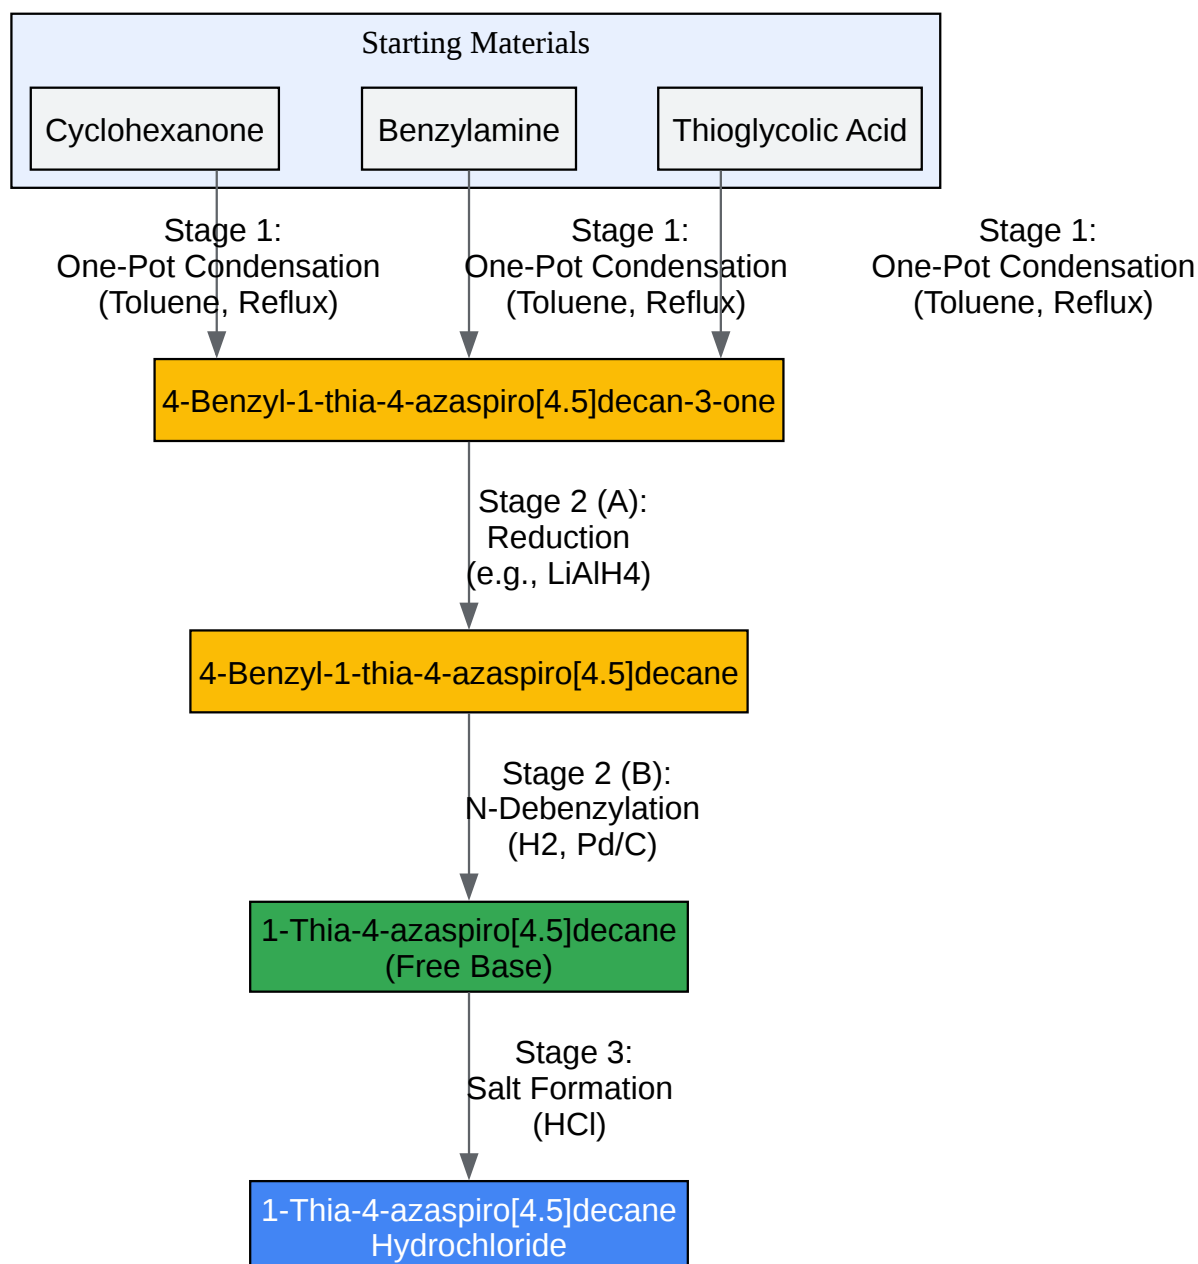 Starting Materials
Cyclohexanone
Benzylamine
Thioglycolic Acid
Stage 1:
One-Pot Condensation
(Toluene, Reflux)
Stage 1:
One-Pot Condensation
(Toluene, Reflux)
Stage 1:
One-Pot Condensation
(Toluene, Reflux)
4-Benzyl-1-thia-4-azaspiro[4.5]decan-3-one
Stage 2 (A):
Reduction
(e.g., LiAlH4)
4-Benzyl-1-thia-4-azaspiro[4.5]decane
Stage 2 (B):
N-Debenzylation
(H2, Pd/C)
1-Thia-4-azaspiro[4.5]decane
(Free Base)
Stage 3:
Salt Formation
(HCl)
1-Thia-4-azaspiro[4.5]decane
Hydrochloride